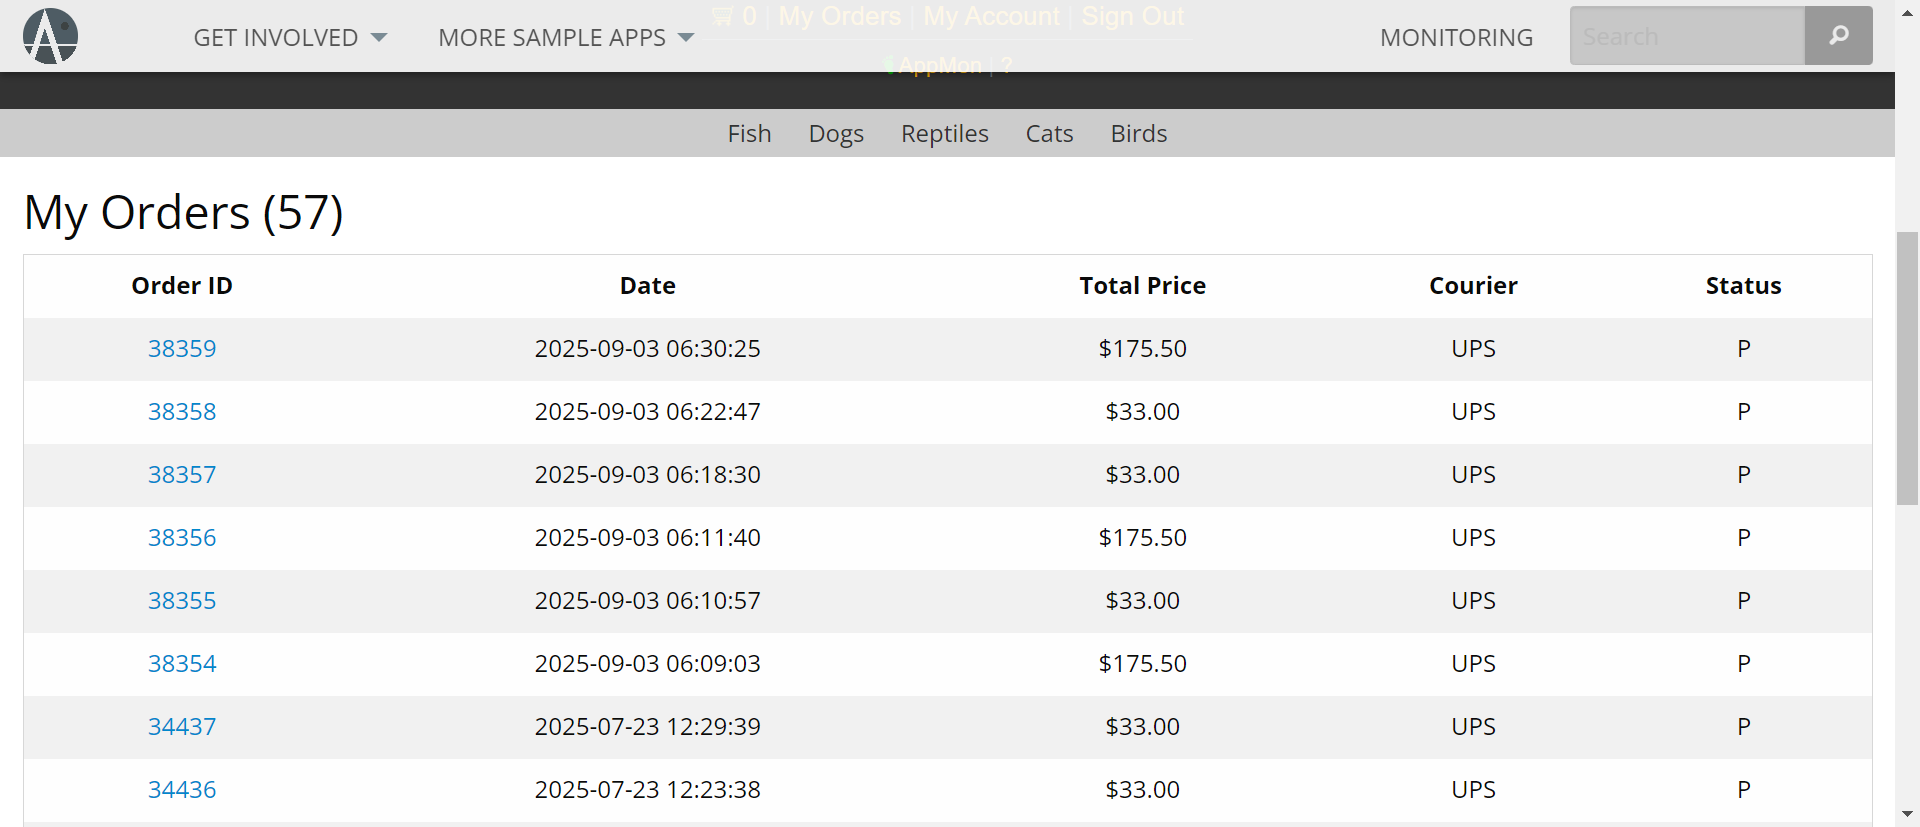 0 | My Orders | My Account | Sign Out
GET INVOLVED MORE SAMPLE APPS MONITORING Search
AppMon | ?
Fish Dogs Reptiles Cats Birds
My Orders (57)
Order ID Date Total Price Courier Status
38359 2025-09-03 06:30:25 $175.50 UPS P
38358 2025-09-03 06:22:47 $33.00 UPS P
38357 2025-09-03 06:18:30 $33.00 UPS P
38356 2025-09-03 06:11:40 $175.50 UPS P
38355 2025-09-03 06:10:57 $33.00 UPS P
38354 2025-09-03 06:09:03 $175.50 UPS P
34437 2025-07-23 12:29:39 $33.00 UPS P
34436 2025-07-23 12:23:38 $33.00 UPS P